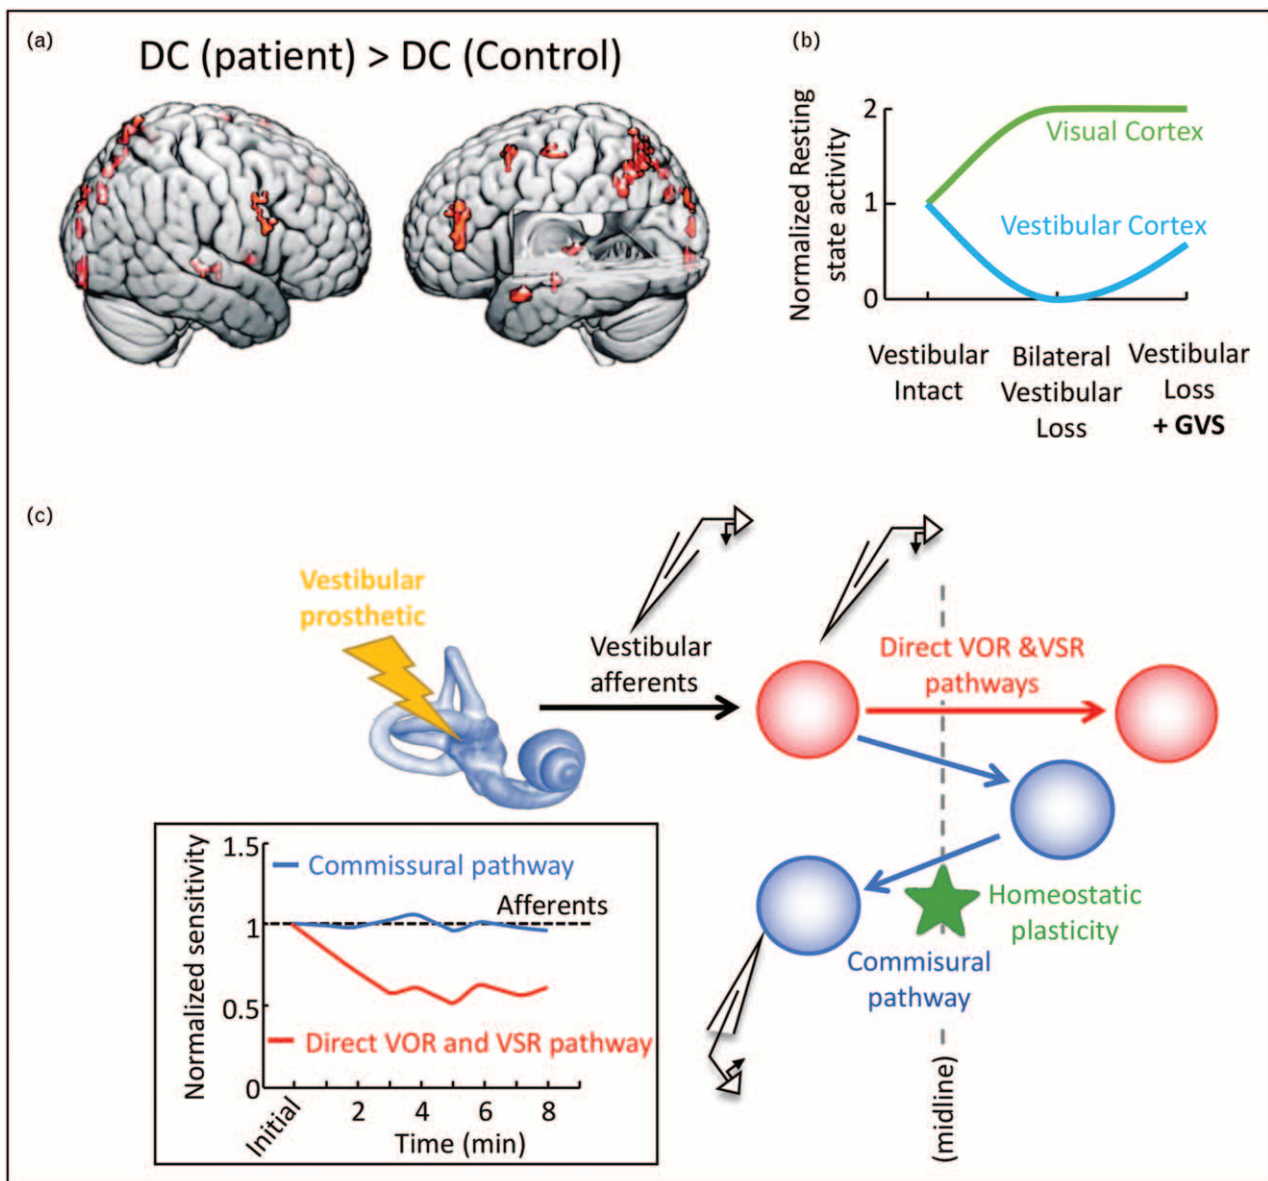 (a)
DC (patient) > DC (Control)
(b)
Normalized Resting
state activity
2
1
0
Visual Cortex
Vestibular Cortex
Vestibular
Intact
Bilateral
Vestibular
Loss
Vestibular
Loss
+ GVS
(c)
Vestibular
prosthetic
Vestibular
afferents
Direct VOR &VSR
pathways
Homeostatic
plasticity
Commisural
pathway
(midline)
Normalized sensitivity
1.5
1
0.5
0
Commissural pathway
Afferents
Direct VOR and VSR pathway
Initial
2
4
6
8
Time (min)